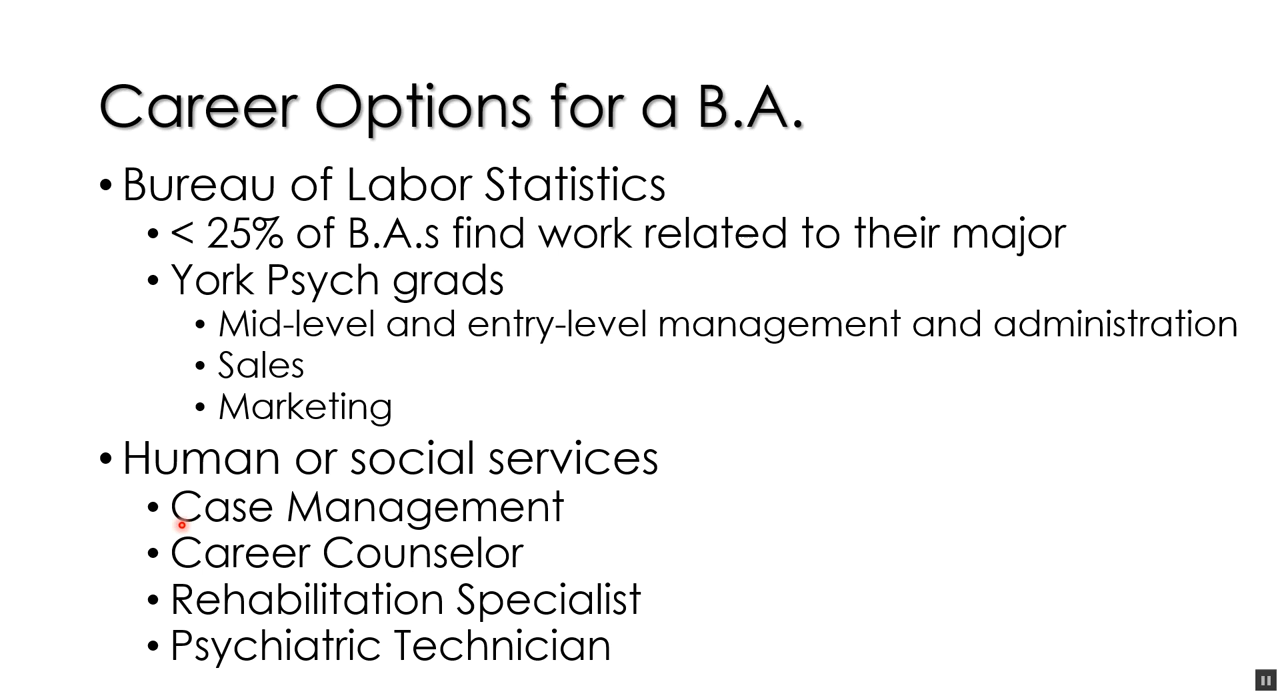 Career Options for a B.A.
• Bureau of Labor Statistics
• < 25% of B.A.s find work related to their major
• York Psych grads
• Mid-level and entry-level management and administration
• Sales
• Marketing
• Human or social services
• Case Management
• Career Counselor
• Rehabilitation Specialist
• Psychiatric Technician